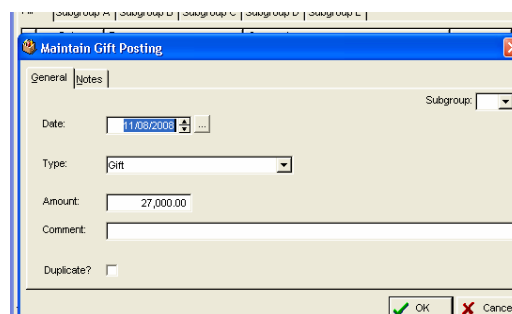 Subgroup A Subgroup B Subgroup C Subgroup D Subgroup E
Maintain Gift Posting
General Notes
Subgroup:
Date: 11/08/2008 ...
Type: Gift
Amount: 27,000.00
Comment:
Duplicate?
OK Cance